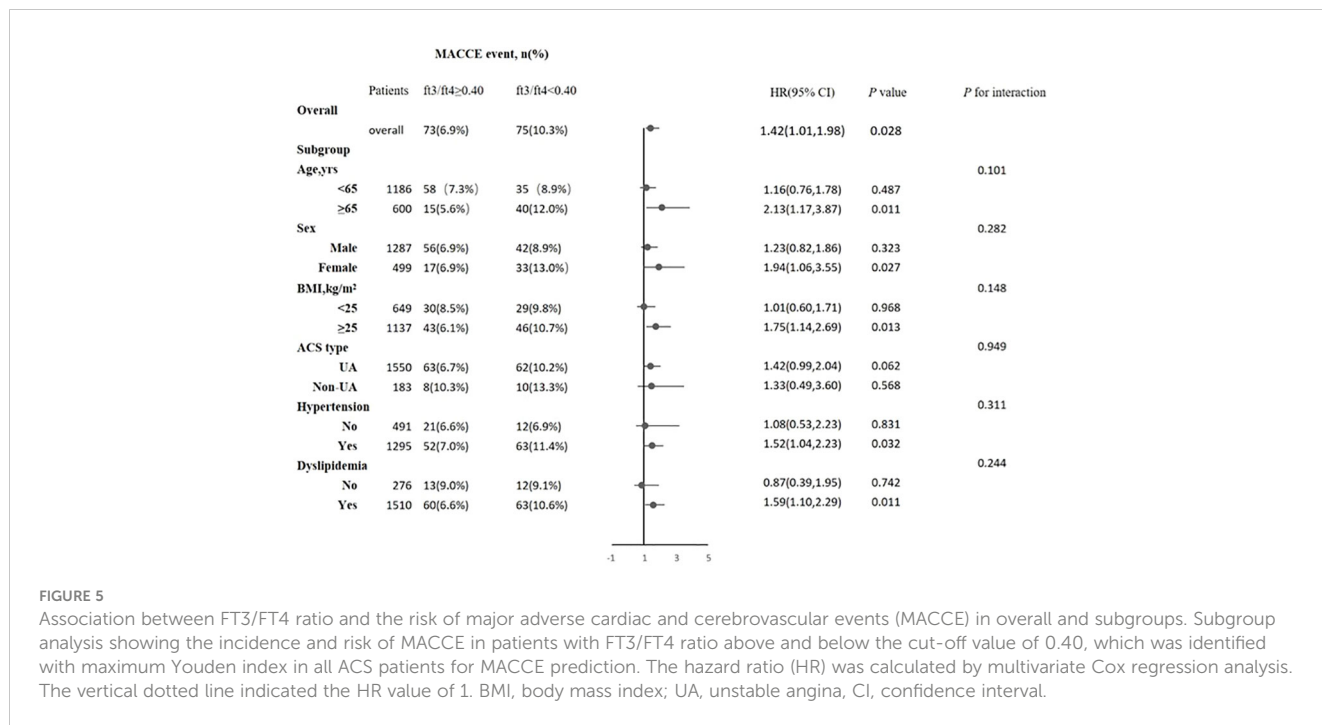 MACCE event, n(%)
Patients ft3/ft4≥0.40 ft3/ft4<0.40 HR(95% CI) P value P for interaction
Overall
overall 73(6.9%) 75(10.3%) 1.42(1.01,1.98) 0.028
Subgroup
Age,yrs 0.101
<65 1186 58 (7.3%) 35 (8.9%) 1.16(0.76,1.78) 0.487
≥65 600 15(5.6%) 40(12.0%) 2.13(1.17,3.87) 0.011
Sex 0.282
Male 1287 56(6.9%) 42(8.9%) 1.23(0.82,1.86) 0.323
Female 499 17(6.9%) 33(13.0%) 1.94(1.06,3.55) 0.027
BMI,kg/m² 0.148
<25 649 30(8.5%) 29(9.8%) 1.01(0.60,1.71) 0.968
≥25 1137 43(6.1%) 46(10.7%) 1.75(1.14,2.69) 0.013
ACS type 0.949
UA 1550 63(6.7%) 62(10.2%) 1.42(0.99,2.04) 0.062
Non-UA 183 8(10.3%) 10(13.3%) 1.33(0.49,3.60) 0.568
Hypertension 0.311
No 491 21(6.6%) 12(6.9%) 1.08(0.53,2.23) 0.831
Yes 1295 52(7.0%) 63(11.4%) 1.52(1.04,2.23) 0.032
Dyslipidemia 0.244
No 276 13(9.0%) 12(9.1%) 0.87(0.39,1.95) 0.742
Yes 1510 60(6.6%) 63(10.6%) 1.59(1.10,2.29) 0.011
-1 1 3 5
FIGURE 5
Association between FT3/FT4 ratio and the risk of major adverse cardiac and cerebrovascular events (MACCE) in overall and subgroups. Subgroup
analysis showing the incidence and risk of MACCE in patients with FT3/FT4 ratio above and below the cut-off value of 0.40, which was identified
with maximum Youden index in all ACS patients for MACCE prediction. The hazard ratio (HR) was calculated by multivariate Cox regression analysis.
The vertical dotted line indicated the HR value of 1. BMI, body mass index; UA, unstable angina, CI, confidence interval.